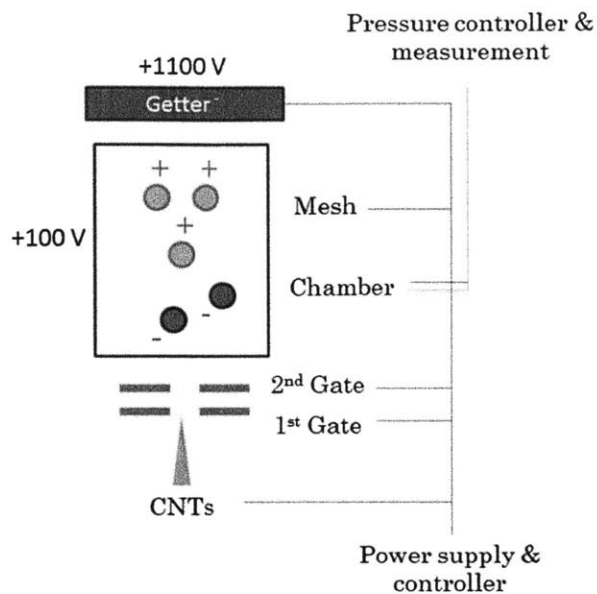 Pressure controller &
measurement
+1100 V
Getter
+ +
Mesh
+
+100 V
Chamber
-
-
2nd Gate
1st Gate
CNTs
Power supply &
controller